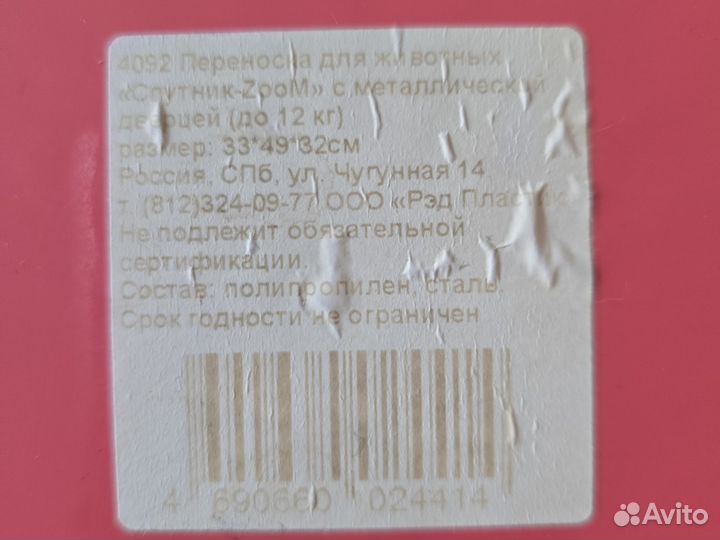 4092 Переноска для животных
«Спутник-ZooM» с металлической
дверцей (до 12 кг)
размер: 33*49*32см
Россия, СПб, ул. Чугунная 14
т. (812)324-09-77 ООО «Рэд Пластик»
Не подлежит обязательной
сертификации.
Состав: полипропилен, сталь.
Срок годности не ограничен
4 690660 024414
Avito